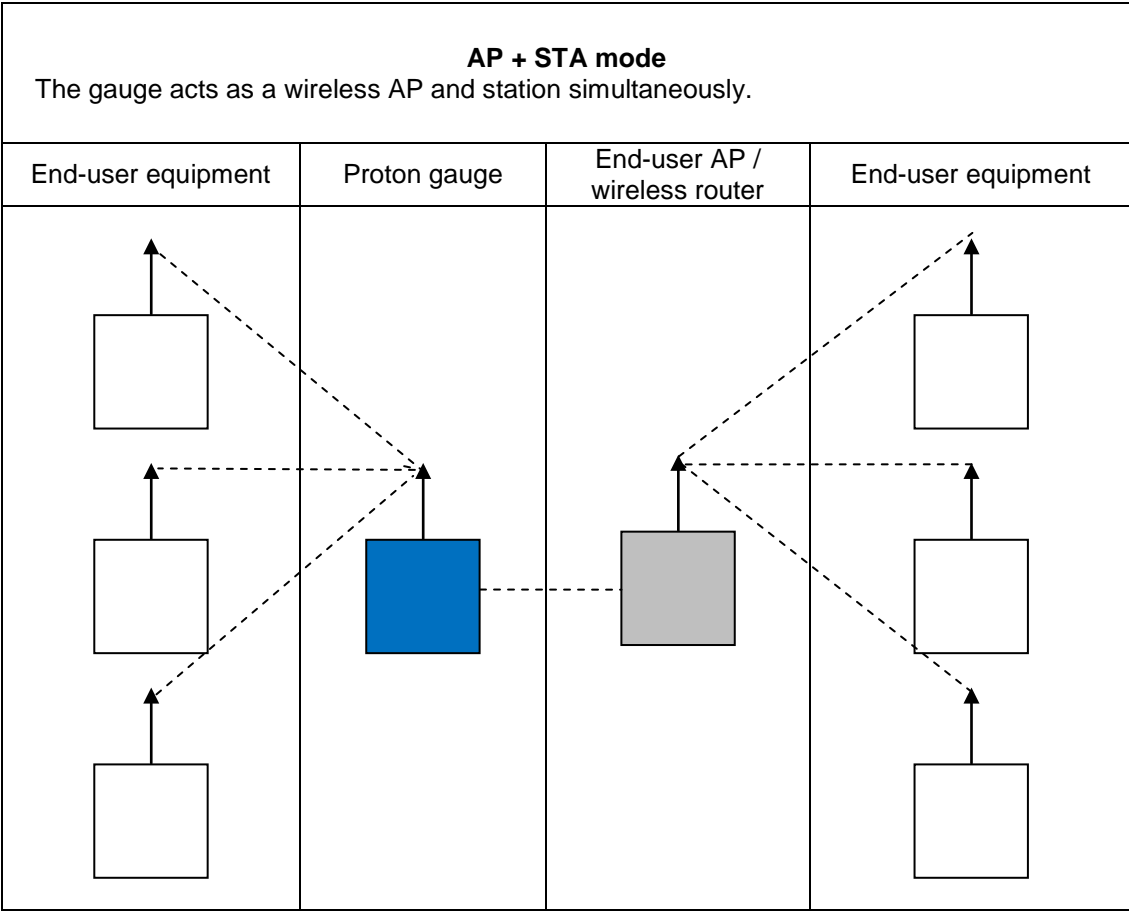 AP + STA mode
The gauge acts as a wireless AP and station simultaneously.
End-user equipment
Proton gauge
End-user AP /
wireless router
End-user equipment